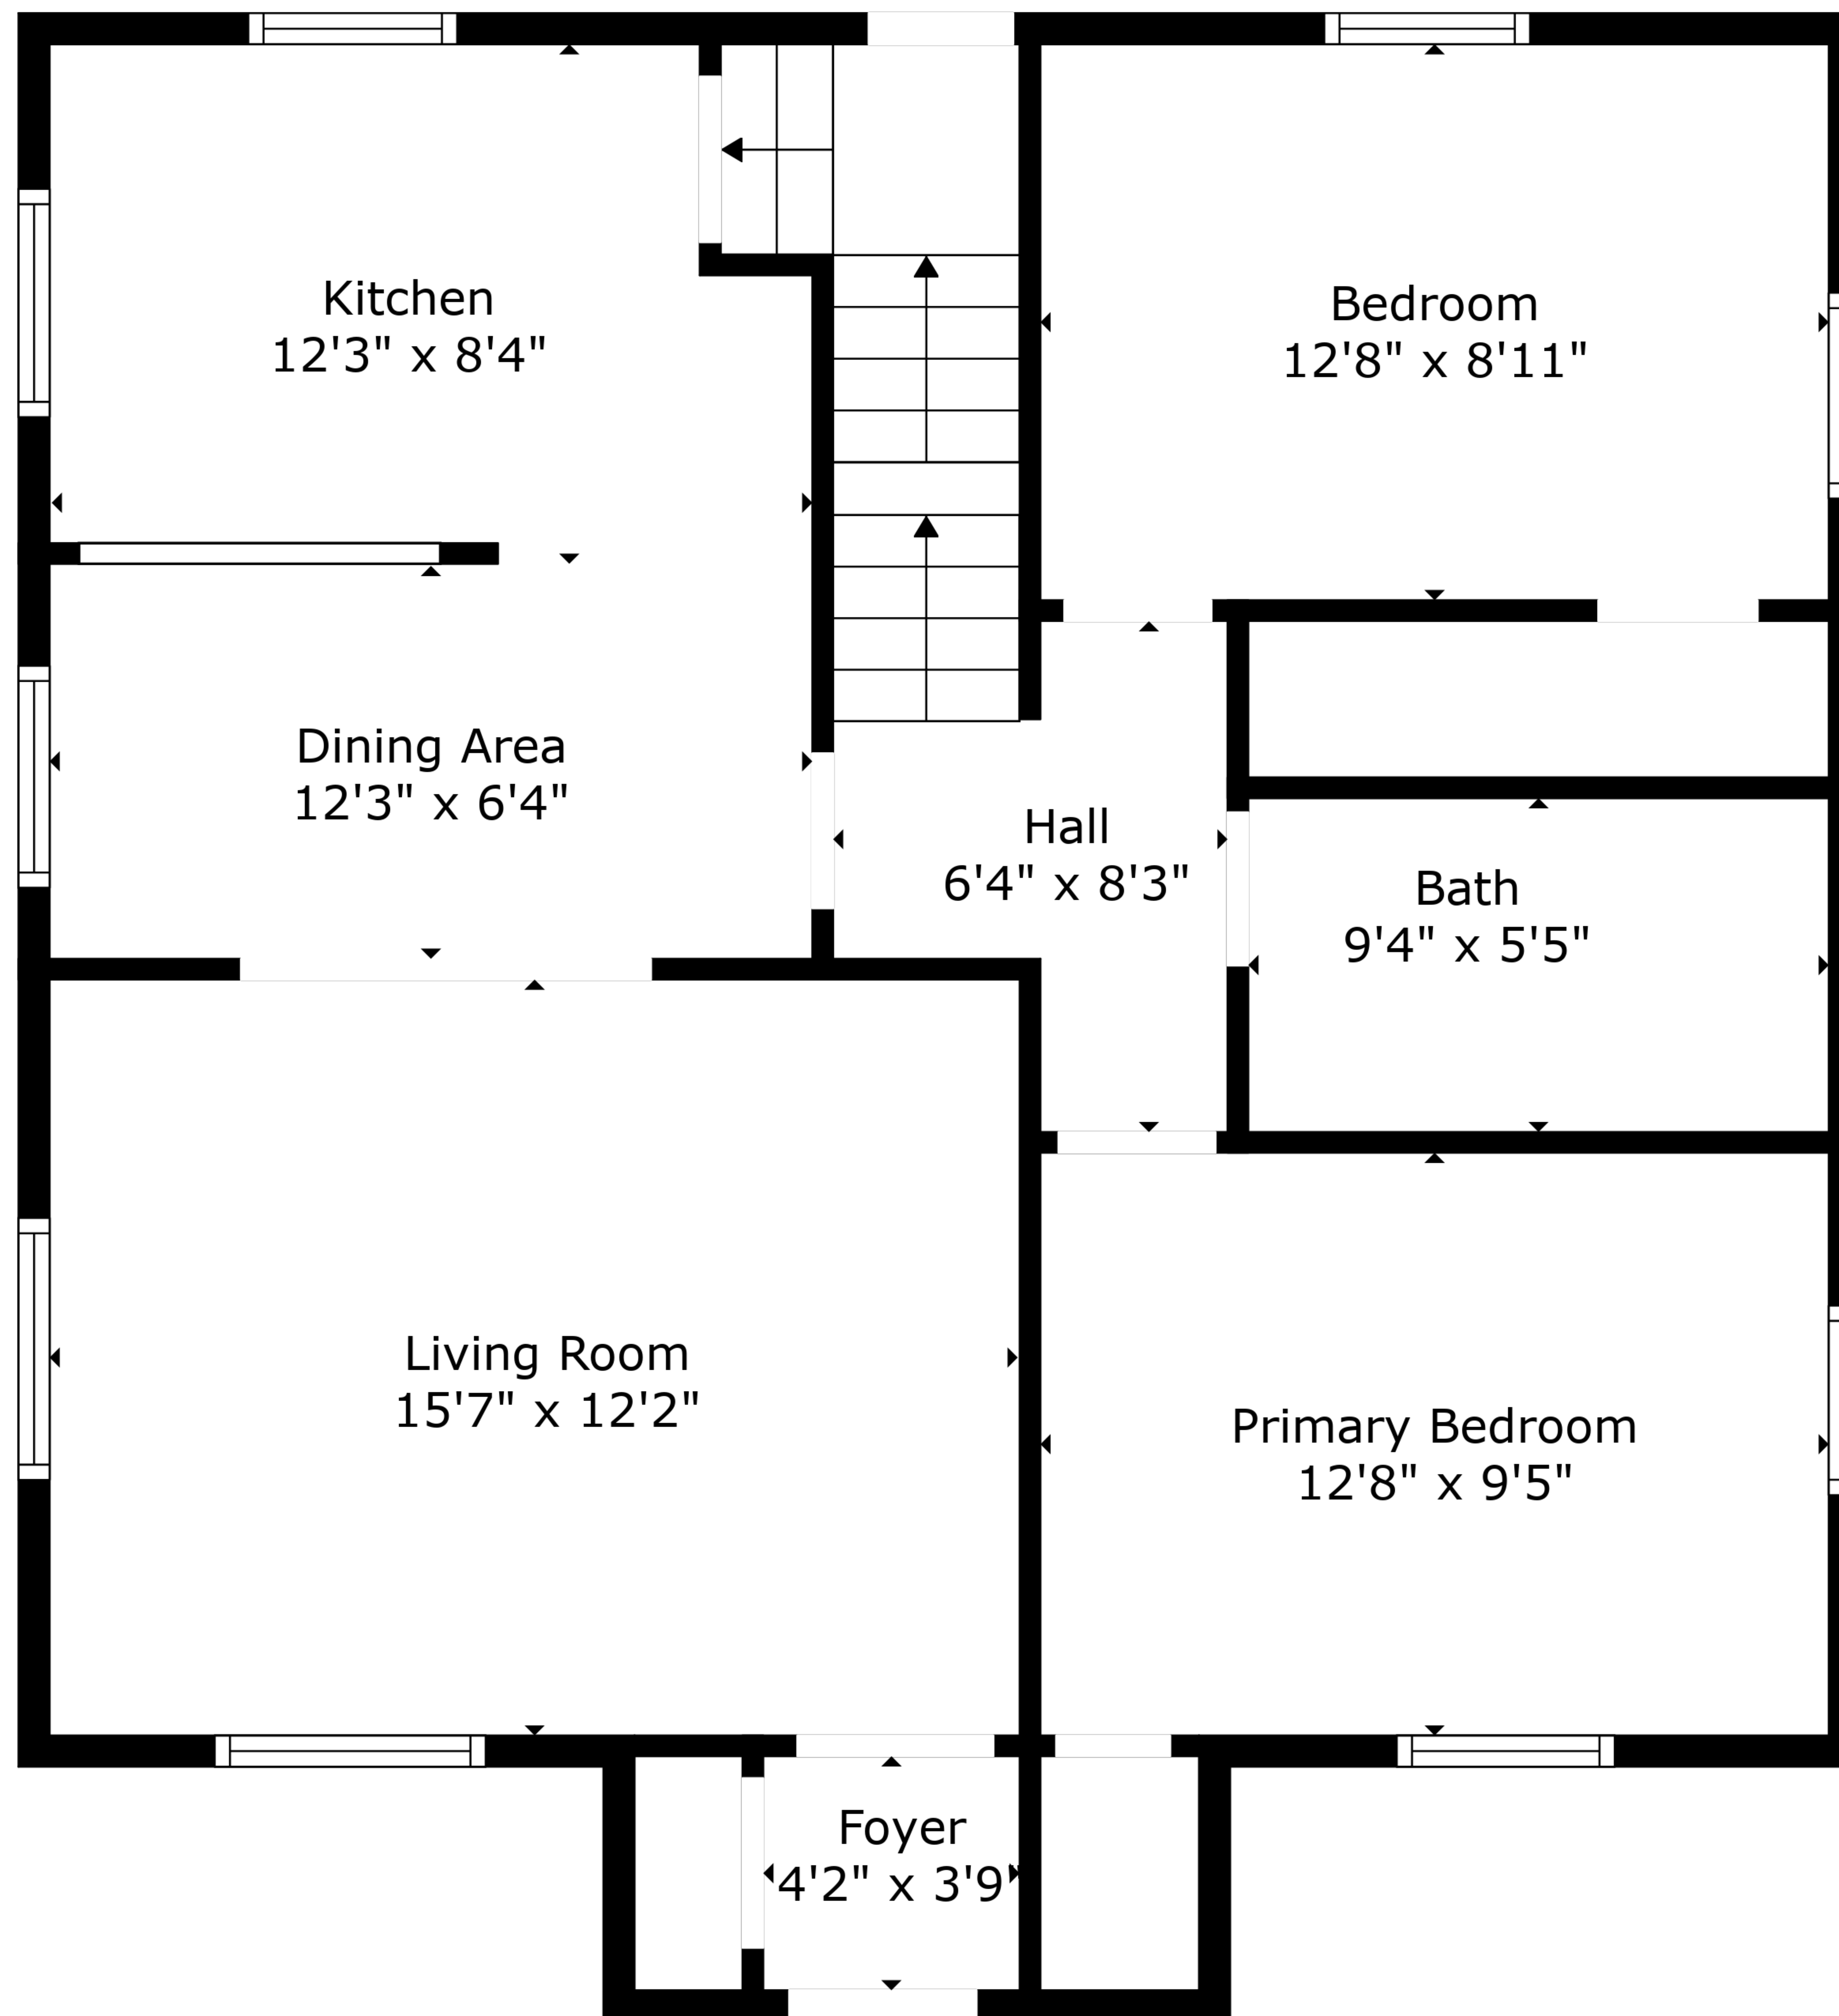 Kitchen
12'3" x 8'4"
Bedroom
12'8" x 8'11"
Dining Area
12'3" x 6'4"
Hall
6'4" x 8'3"
Bath
9'4" x 5'5"
Living Room
15'7" x 12'2"
Primary Bedroom
12'8" x 9'5"
Foyer
4'2" x 3'9"